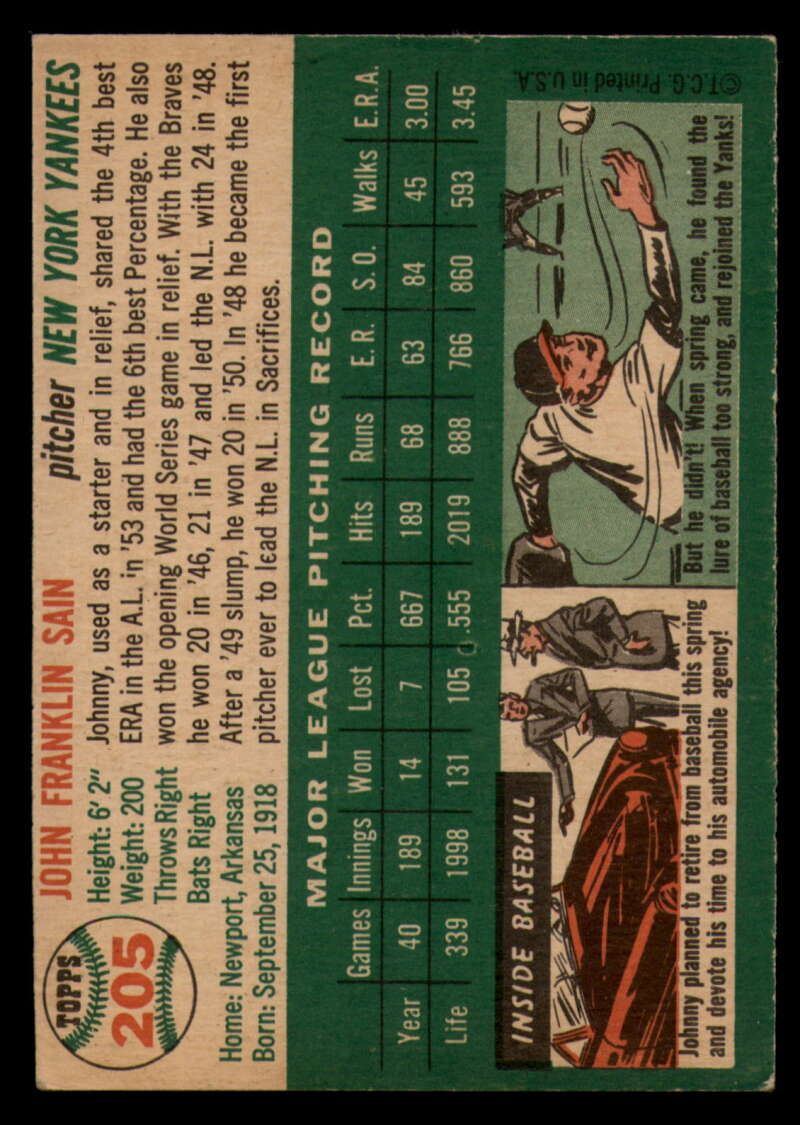 TOPPS
205
JOHN FRANKLIN SAIN pitcher NEW YORK YANKEES
Height: 6' 2"
Weight: 200
Throws Right
Bats Right
Home: Newport, Arkansas
Born: September 25, 1918
Johnny, used as a starter and in relief, shared the 4th best
ERA in the A.L. in '53 and had the 6th best Percentage. He also
won the opening World Series game in relief. With the Braves
he won 20 in '46, 21 in '47 and led the N.L. with 24 in '48.
After a '49 slump, he won 20 in '50. In '48 he became the first
pitcher ever to lead the N.L. in Sacrifices.
MAJOR LEAGUE PITCHING RECORD
Games Innings Won Lost Pct. Hits Runs E. R. S. O. Walks E.R.A.
Year 40 189 14 7 667 189 68 63 84 45 3.00
Life 339 1998 131 105 .555 2019 888 766 860 593 3.45
INSIDE BASEBALL
Johnny planned to retire from baseball this spring
and devote his time to his automobile agency!
But he didn't! When spring came, he found the
lure of baseball too strong, and rejoined the Yanks!
©T.C.G. Printed in U.S.A.